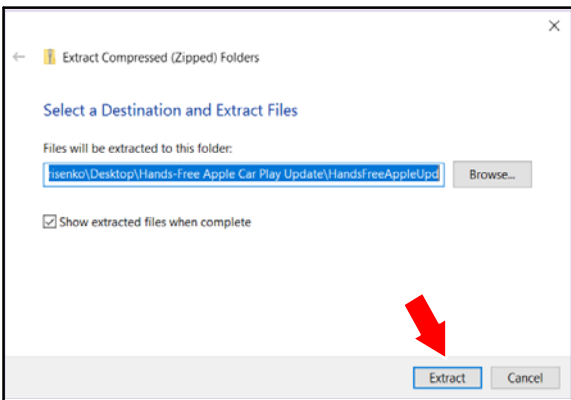 Extract Compressed (Zipped) Folders
Select a Destination and Extract Files
Files will be extracted to this folder:
risenko\Desktop\Hands-Free Apple Car Play Update\HandsFreeAppleUpd
Browse...
Show extracted files when complete
Extract
Cancel